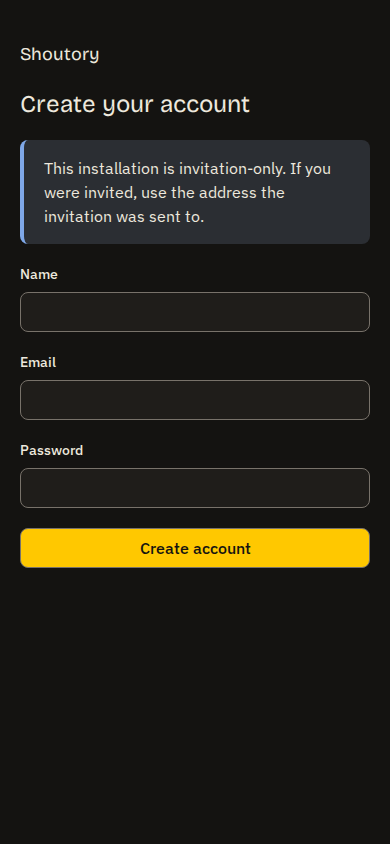 Shoutory
Create your account
This installation is invitation-only. If you
were invited, use the address the
invitation was sent to.
Name
Email
Password
Create account